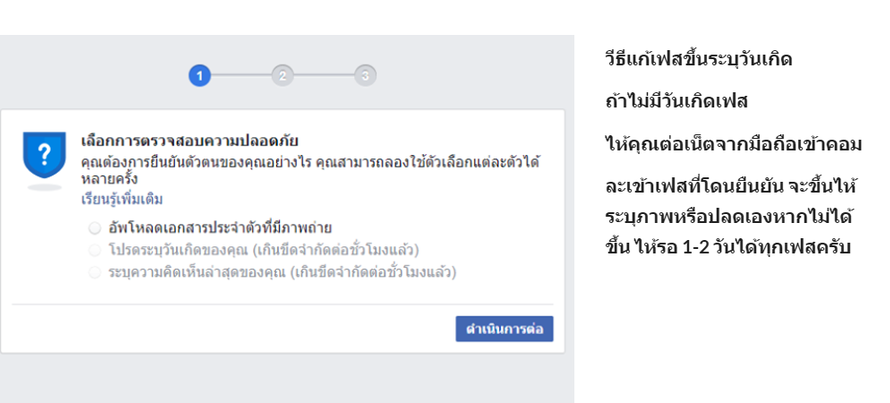 1 2 3
เลือกการตรวจสอบความปลอดภัย
คุณต้องการยืนยันตัวตนของคุณอย่างไร คุณสามารถลองใช้ตัวเลือกแต่ละตัวได้
หลายครั้ง
เรียนรู้เพิ่มเติม
อัพโหลดเอกสารประจำตัวที่มีภาพถ่าย
โปรดระบุวันเกิดของคุณ (เกินขีดจำกัดต่อชั่วโมงแล้ว)
ระบุความคิดเห็นล่าสุดของคุณ (เกินขีดจำกัดต่อชั่วโมงแล้ว)
ดำเนินการต่อ
วีธีแก้เฟสขึ้นระบุวันเกิด
ถ้าไม่มีวันเกิดเฟส
ไห้คุณต่อเน็ตจากมือถือเข้าคอม
ละเข้าเฟสที่โดนยืนยัน จะขึ้นไห้
ระบุภาพหรือปลดเองหากไม่ได้
ขึ้น ไห้รอ 1-2 วันได้ทุกเฟสครับ